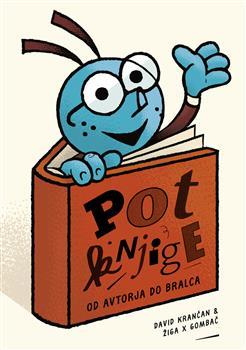 Pot
knjige
OD AVTORJA DO BRALCA
DAVID KRANČAN &
ŽIGA X GOMBAČ